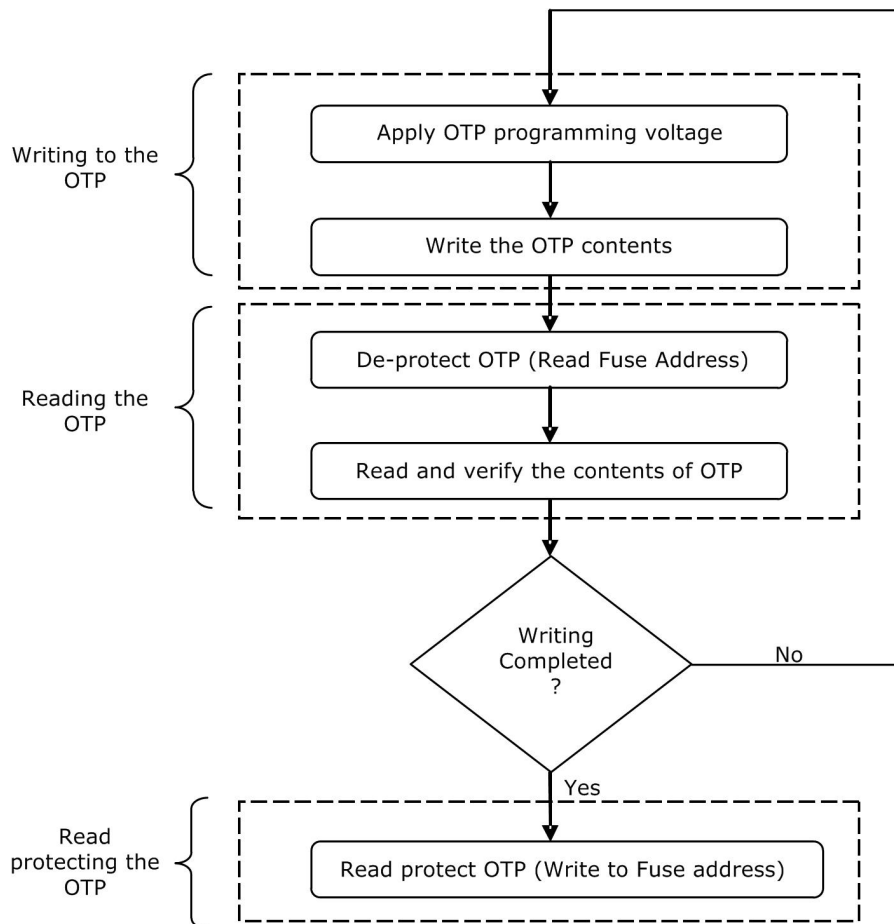 Writing to the
OTP
Apply OTP programming voltage
Write the OTP contents
Reading the
OTP
De-protect OTP (Read Fuse Address)
Read and verify the contents of OTP
Writing
Completed
?
No
Yes
Read
protecting the
OTP
Read protect OTP (Write to Fuse address)